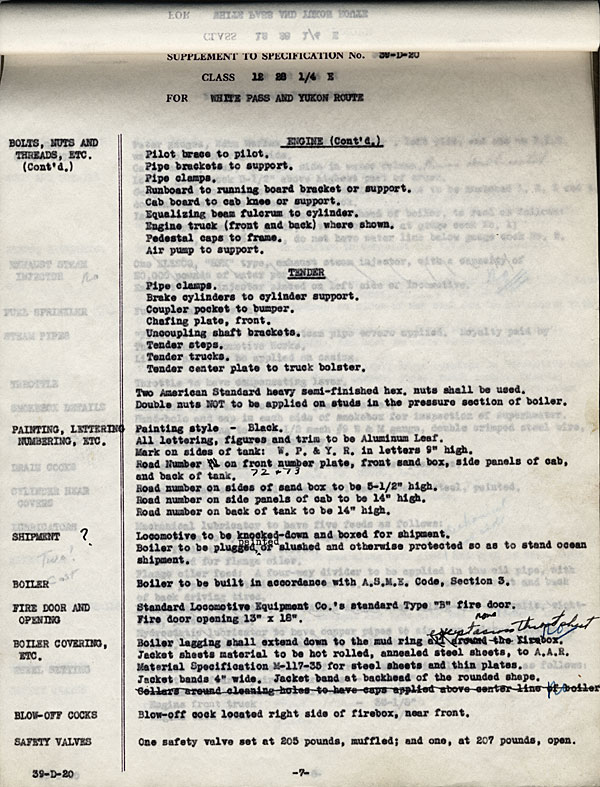 SUPPLEMENT TO SPECIFICATION No. 39-D-20
CLASS 12 28 1/4 E
FOR WHITE PASS AND YUKON ROUTE
BOLTS, NUTS AND
THREADS, ETC.
(Cont'd.)
ENGINE (Cont'd.)
Pilot brace to pilot.
Pipe brackets to support.
Pipe clamps.
Runboard to running board bracket or support.
Cab board to cab knee or support.
Equalizing beam fulcrum to cylinder.
Engine truck (front and back) where shown.
Pedestal caps to frame.
Air pump to support.
TENDER
Pipe clamps.
Brake cylinders to cylinder support.
Coupler pocket to bumper.
Chafing plate, front.
Uncoupling shaft brackets.
Tender steps.
Tender trucks.
Tender center plate to truck bolster.
Two American Standard heavy semi-finished hex. nuts shall be used.
Double nuts NOT to be applied on studs in the pressure section of boiler.
PAINTING, LETTERING
NUMBERING, ETC.
Painting style - Black.
All lettering, figures and trim to be Aluminum Leaf.
Mark on sides of tank: W. P. & Y. R. in letters 9" high.
Road Number on front number plate, front sand box, side panels of cab,
and back of tank. 72 + 73
Road number on sides of sand box to be 5-1/2" high.
Road number on side panels of cab to be 14" high.
Road number on back of tank to be 14" high.
SHIPMENT ?
Locomotive to be knocked-down and boxed for shipment.
painted
Boiler to be plugged or slushed and otherwise protected so as to stand ocean
shipment.
BOILER
Boiler to be built in accordance with A.S.M.E. Code, Section 3.
FIRE DOOR AND
OPENING
Standard Locomotive Equipment Co.'s standard Type "B" fire door.
Fire door opening 13" x 18".
BOILER COVERING,
ETC.
except across throat sheet
Boiler lagging shall extend down to the mud ring all around the firebox.
Jacket sheets material to be hot rolled, annealed steel sheets, to A.A.R.
Material Specification M-117-35 for steel sheets and thin plates.
Jacket bands 4" wide. Jacket band at backhead of the rounded shape.
Collars around cleaning holes to have caps applied above center line of boiler
BLOW-OFF COCKS
Blow-off cock located right side of firebox, near front.
SAFETY VALVES
One safety valve set at 205 pounds, muffled; and one, at 207 pounds, open.
39-D-20
-7-